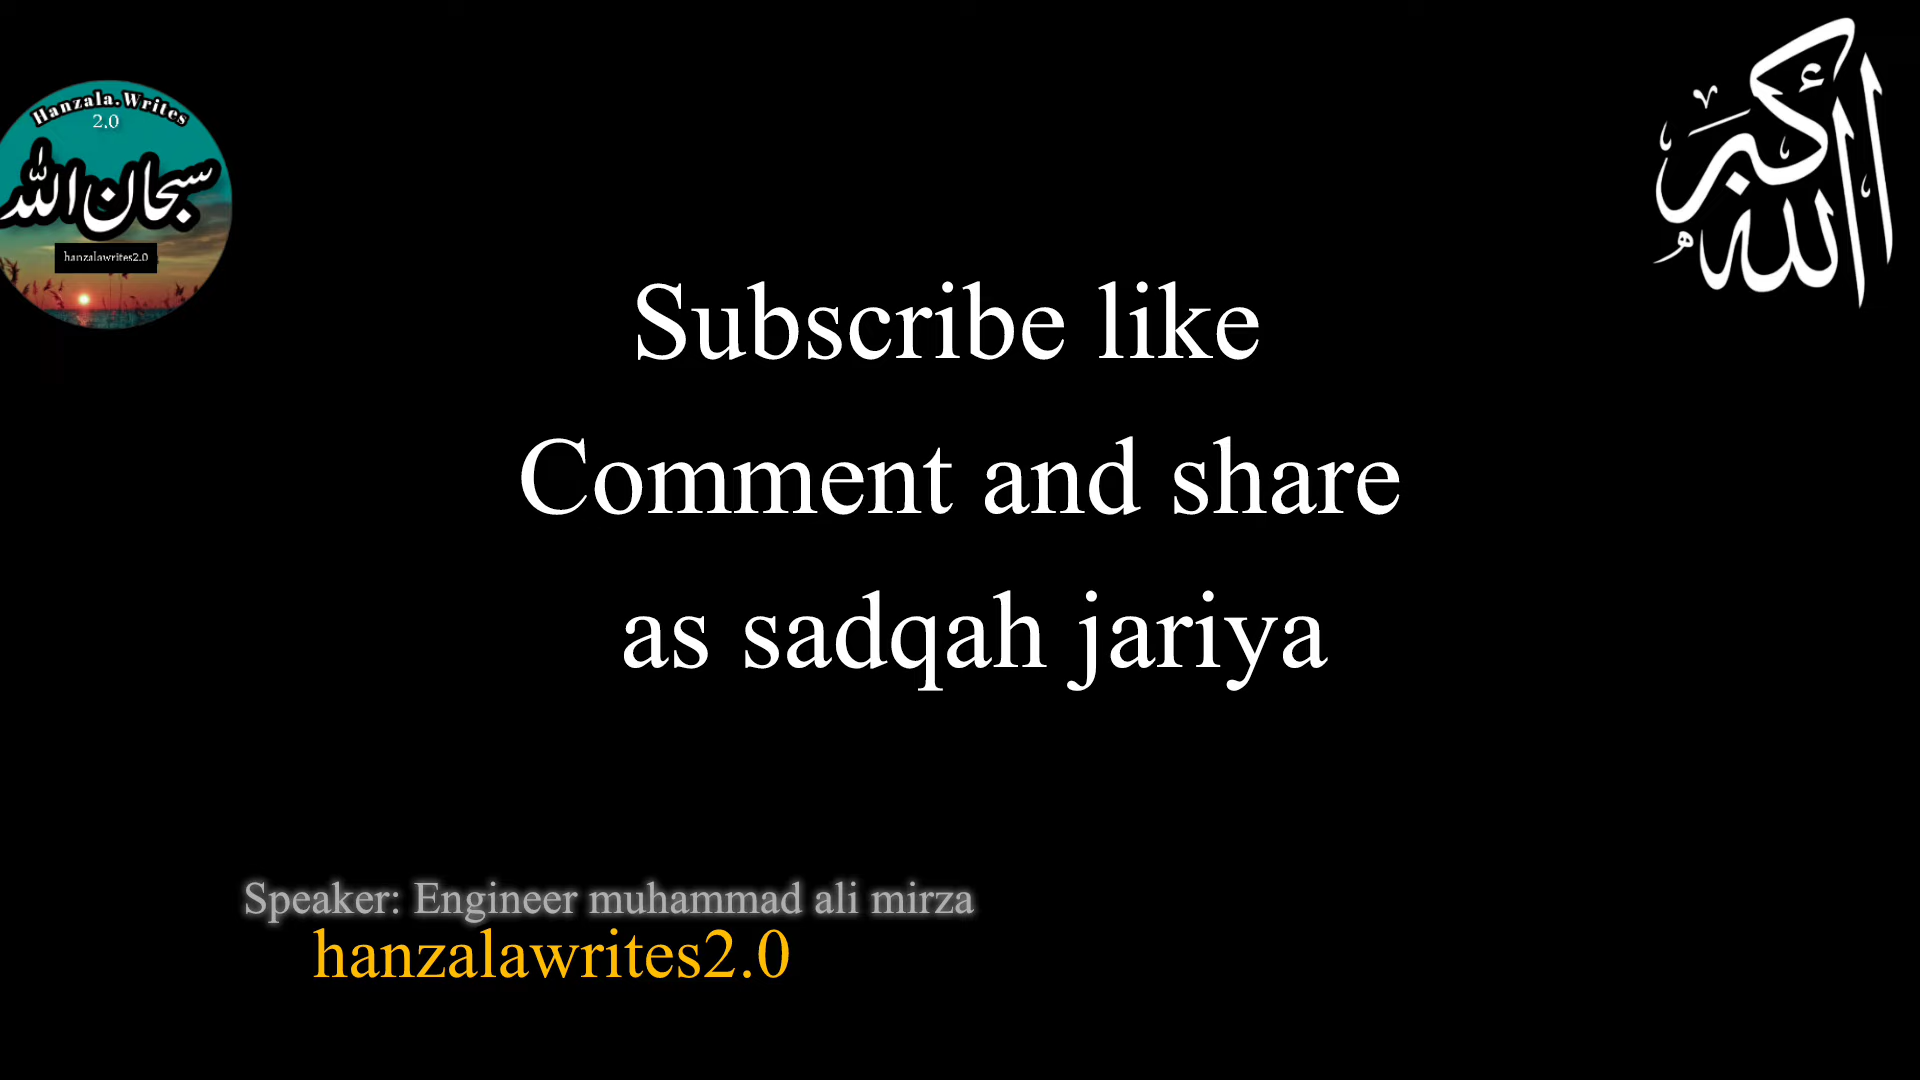 Hanzala.Writes
2.0
سبحان الله
hanzalawrites2.0
الله أكبر
Subscribe like
Comment and share
as sadqah jariya
Speaker: Engineer muhammad ali mirza
hanzalawrites2.0